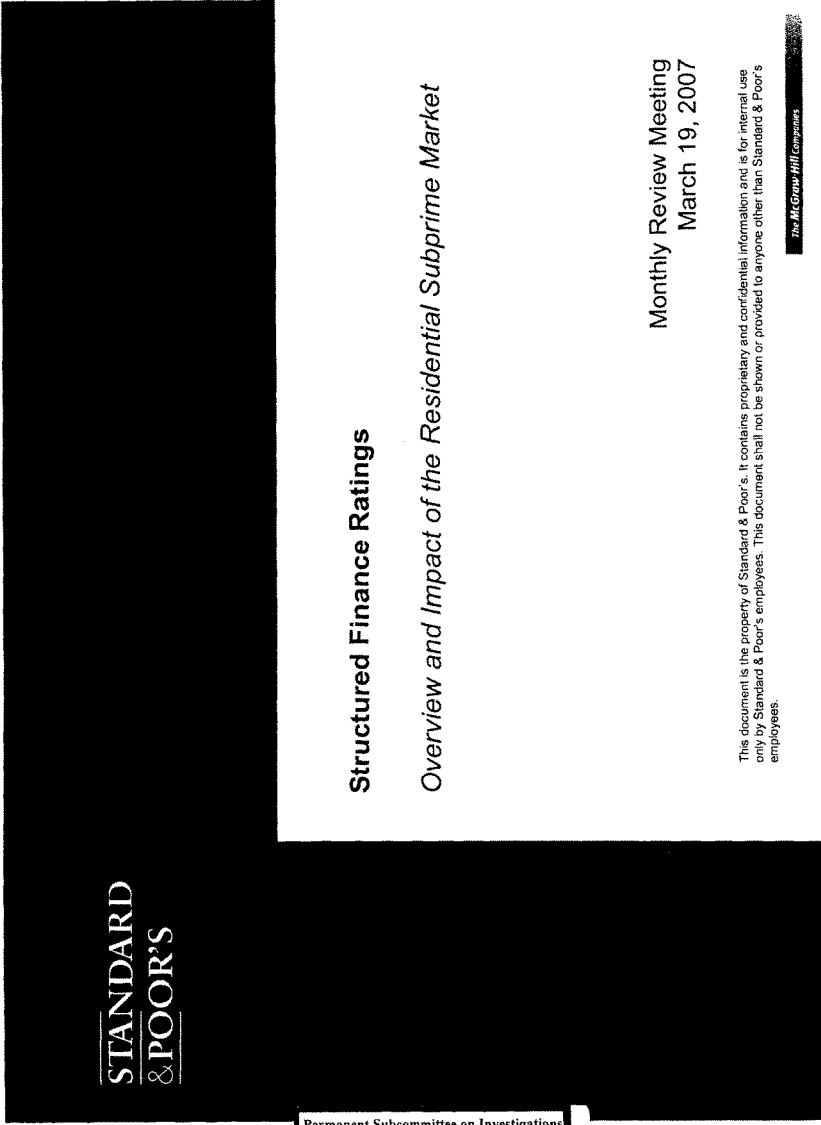 STANDARD
& POOR'S
Structured Finance Ratings
Overview and Impact of the Residential Subprime Market
Monthly Review Meeting
March 19, 2007
This document is the property of Standard & Poor's. It contains proprietary and confidential information and is for internal use
only by Standard & Poor's employees. This document shall not be shown or provided to anyone other than Standard & Poor's
employees.
The McGraw-Hill Companies
Permanent Subcommittee on Investigations